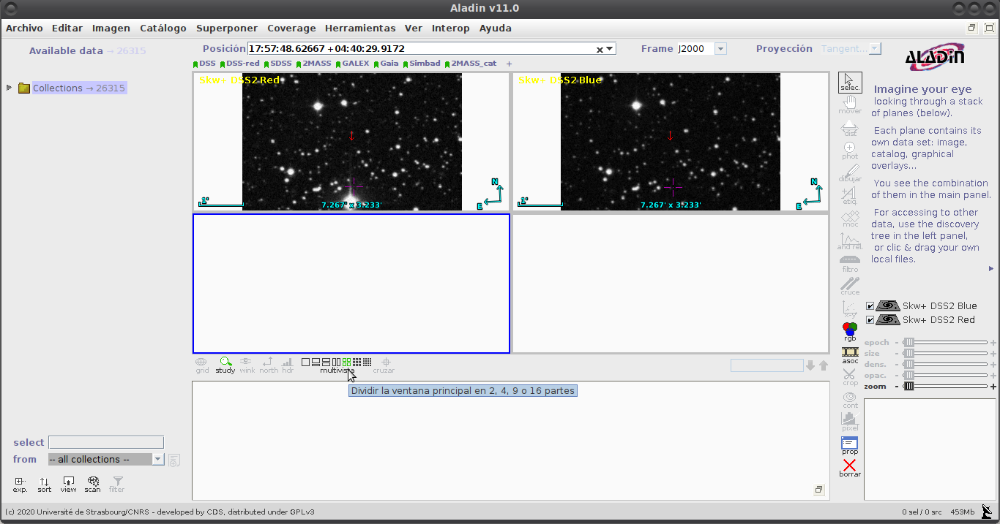 Aladin v11.0
Archivo Editar Imagen Catálogo Superponer Coverage Herramientas Ver Interop Ayuda
Available data → 26315
Posición 17:57:48.62667 +04:40:29.9172 x
Frame J2000
Proyección Tangent...
ALADIN
DSS DSS-red SDSS 2MASS GALEX Gaia Simbad 2MASS_cat +
Collections → 26315
Skw+ DSS2 Red
1'
7.267' x 3.233'
N
E
Skw+ DSS2 Blue
1'
7.267' x 3.233'
N
E
selec.
mover
dist
phot
dibujar
etiq.
moc
and rel.
filtro
cruce
x-y
rgb
asoc
crop
cont
pixel
prop
borrar
Imagine your eye
looking through a stack
of planes (below).
Each plane contains its
own data set: image,
catalog, graphical
overlays...
You see the combination
of them in the main panel.
For accessing to other
data, use the discovery
tree in the left panel,
or clic & drag your own
local files.
Skw+ DSS2 Blue
Skw+ DSS2 Red
epoch - +
size - +
dens. - +
opac. - +
zoom - +
grid study wink north hdr multivista cruzar
Dividir la ventana principal en 2, 4, 9 o 16 partes
select
from -- all collections --
exp. sort view scan filter
(c) 2020 Université de Strasbourg/CNRS - developed by CDS, distributed under GPLv3
0 sel / 0 src 453Mb